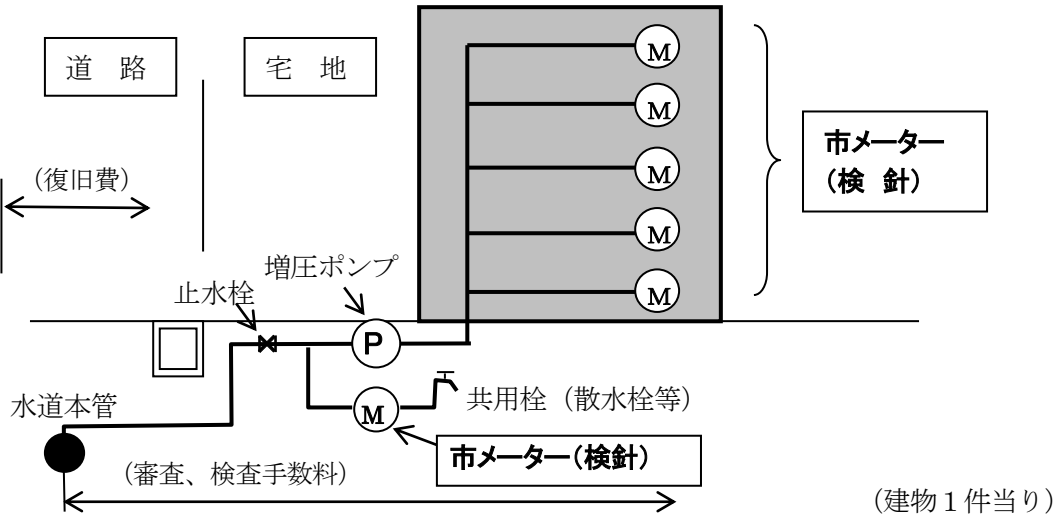 道 路
宅 地
M
M
M
M
M
市メーター
(検 針)
(復旧費)
増圧ポンプ
止水栓
P
水道本管
M
共用栓(散水栓等)
市メーター(検針)
(審査、検査手数料)
(建物1件当り)